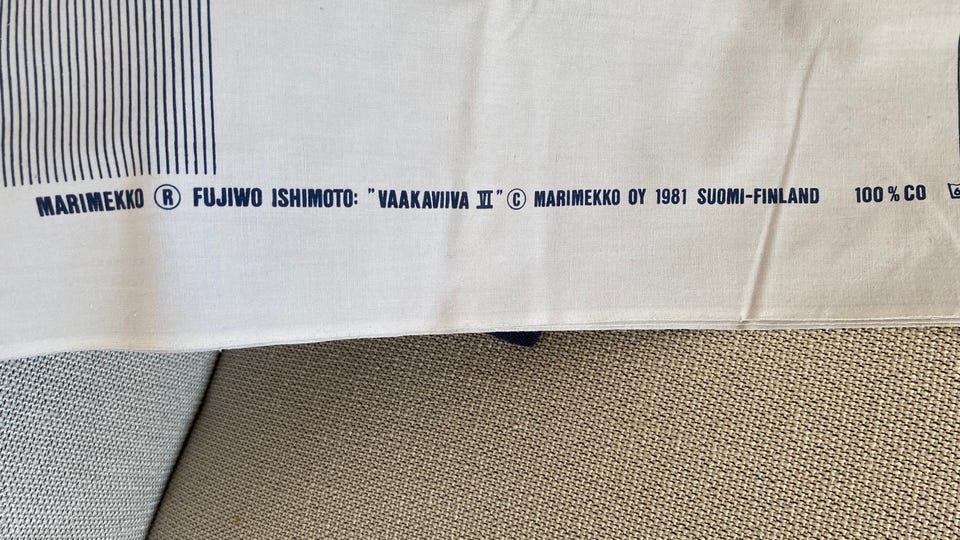 MARIMEKKO ® FUJIWO ISHIMOTO: "VAAKAVIIVA VI" © MARIMEKKO OY 1981 SUOMI-FINLAND 100 % CO